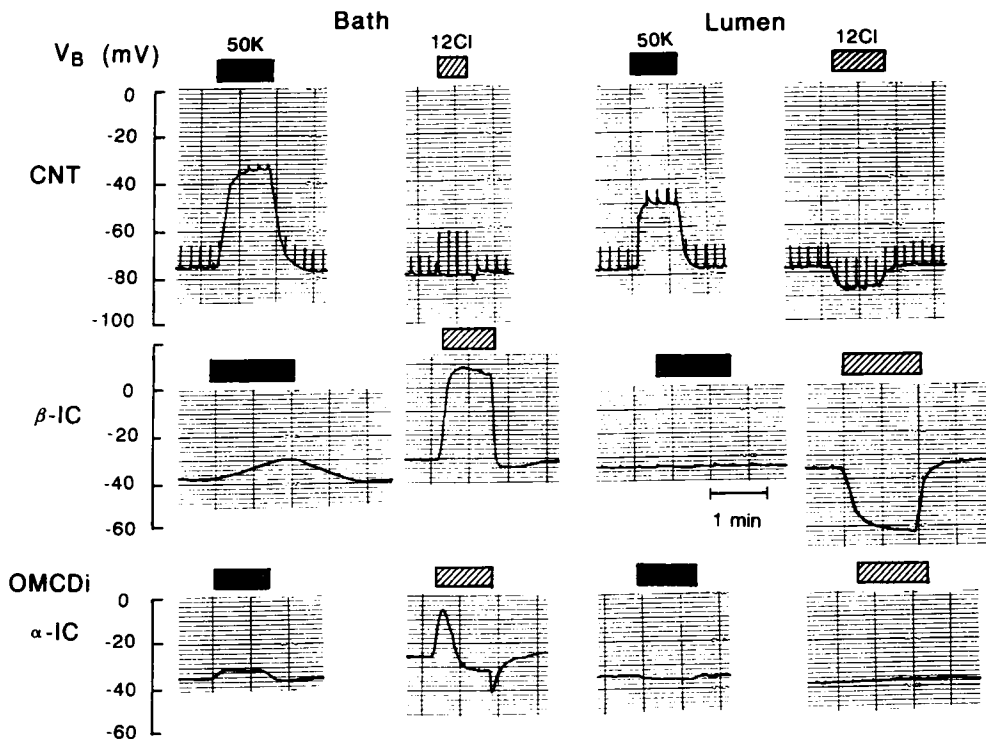 Bath Lumen
V_B (mV) 50K 12Cl 50K 12Cl
0
-20
CNT -40
-60
-80
-100
0
β-IC -20
-40
1 min
-60
OMCDi
0
α-IC -20
-40
-60